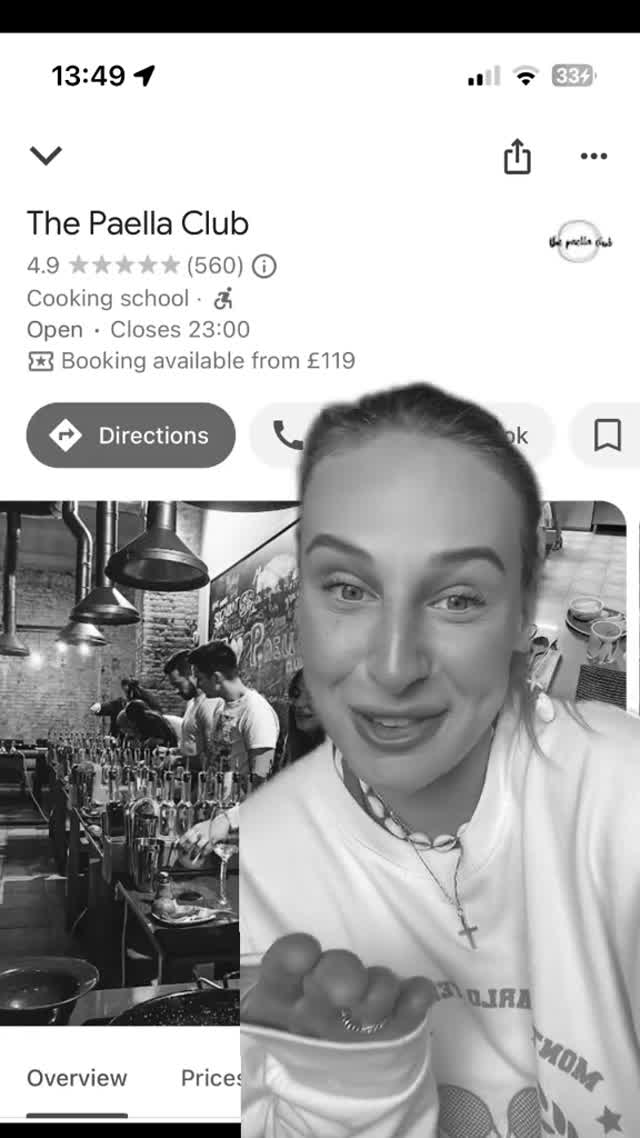 13:49
33
The Paella Club
the paella club
4.9 ★★★★★ (560)
Cooking school ·
Open · Closes 23:00
Booking available from £119
Directions
ok
MONT
ARLO
Overview
Prices